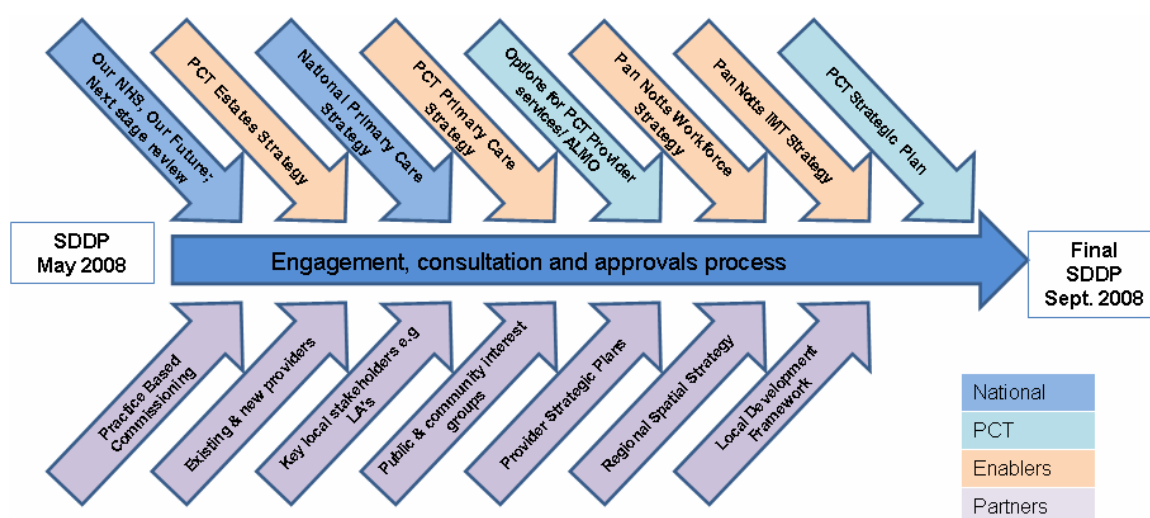 Our NHS, Our Future;
Next stage review
PCT Estates Strategy
National Primary Care
Strategy
PCT Primary Care
Strategy
Options for PCT Provider
services/ ALMO
Pan Notts Workforce
Strategy
Pan Notts IMT Strategy
PCT Strategic Plan
SDDP
May 2008
Engagement, consultation and approvals process
Final
SDDP
Sept. 2008
Practice Based
Commissioning
Existing & new providers
Key local stakeholders e.g
LA's
Public & community interest
groups
Provider Strategic Plans
Regional Spatial Strategy
Local Development
Framework
National
PCT
Enablers
Partners